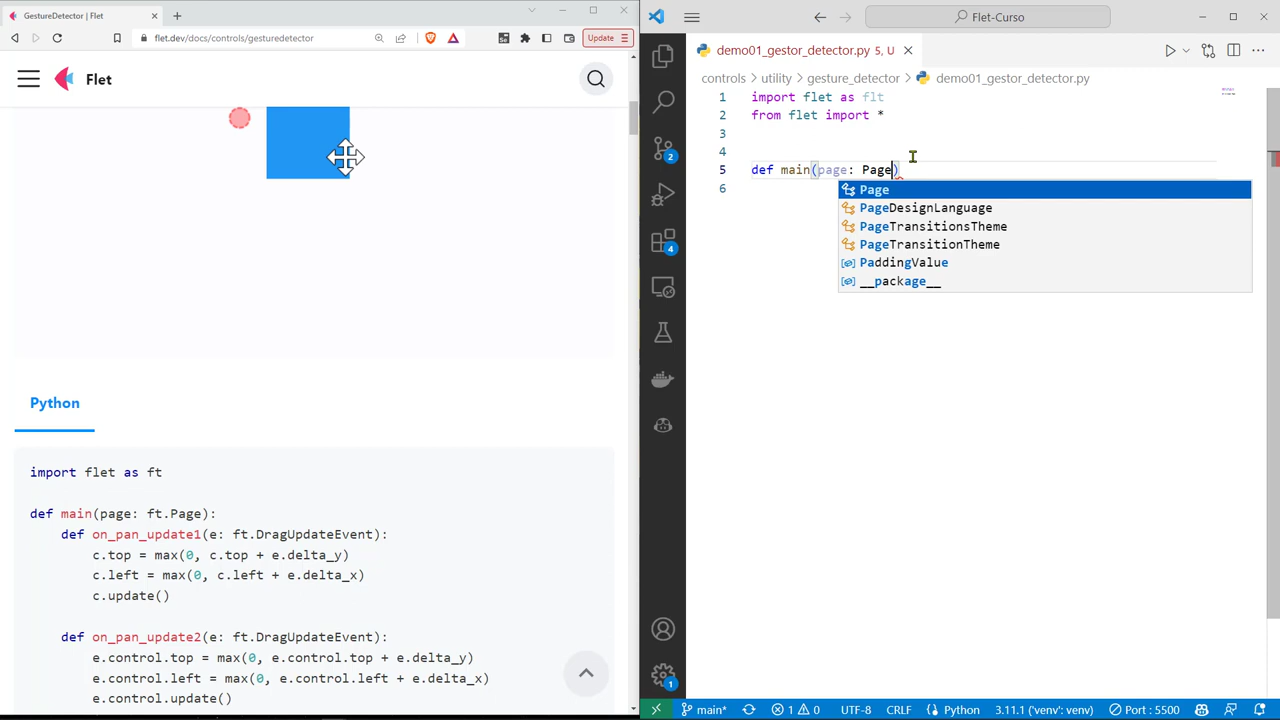 GestureDetector | Flet
flet.dev/docs/controls/gesturedetector
Update
Flet
Python
import flet as ft
def main(page: ft.Page):
def on_pan_update1(e: ft.DragUpdateEvent):
c.top = max(0, c.top + e.delta_y)
c.left = max(0, c.left + e.delta_x)
c.update()
def on_pan_update2(e: ft.DragUpdateEvent):
e.control.top = max(0, e.control.top + e.delta_y)
e.control.left = max(0, e.control.left + e.delta_x)
e.control.update()
Flet-Curso
demo01_gestor_detector.py 5, U
controls > utility > gesture_detector > demo01_gestor_detector.py
1 import flet as flt
2 from flet import *
3
4
5 def main(page: Page)
6
Page
PageDesignLanguage
PageTransitionsTheme
PageTransitionTheme
PaddingValue
__package__
2
4
1
main* 1 0 UTF-8 CRLF Python 3.11.1 ('venv': venv) Port : 5500